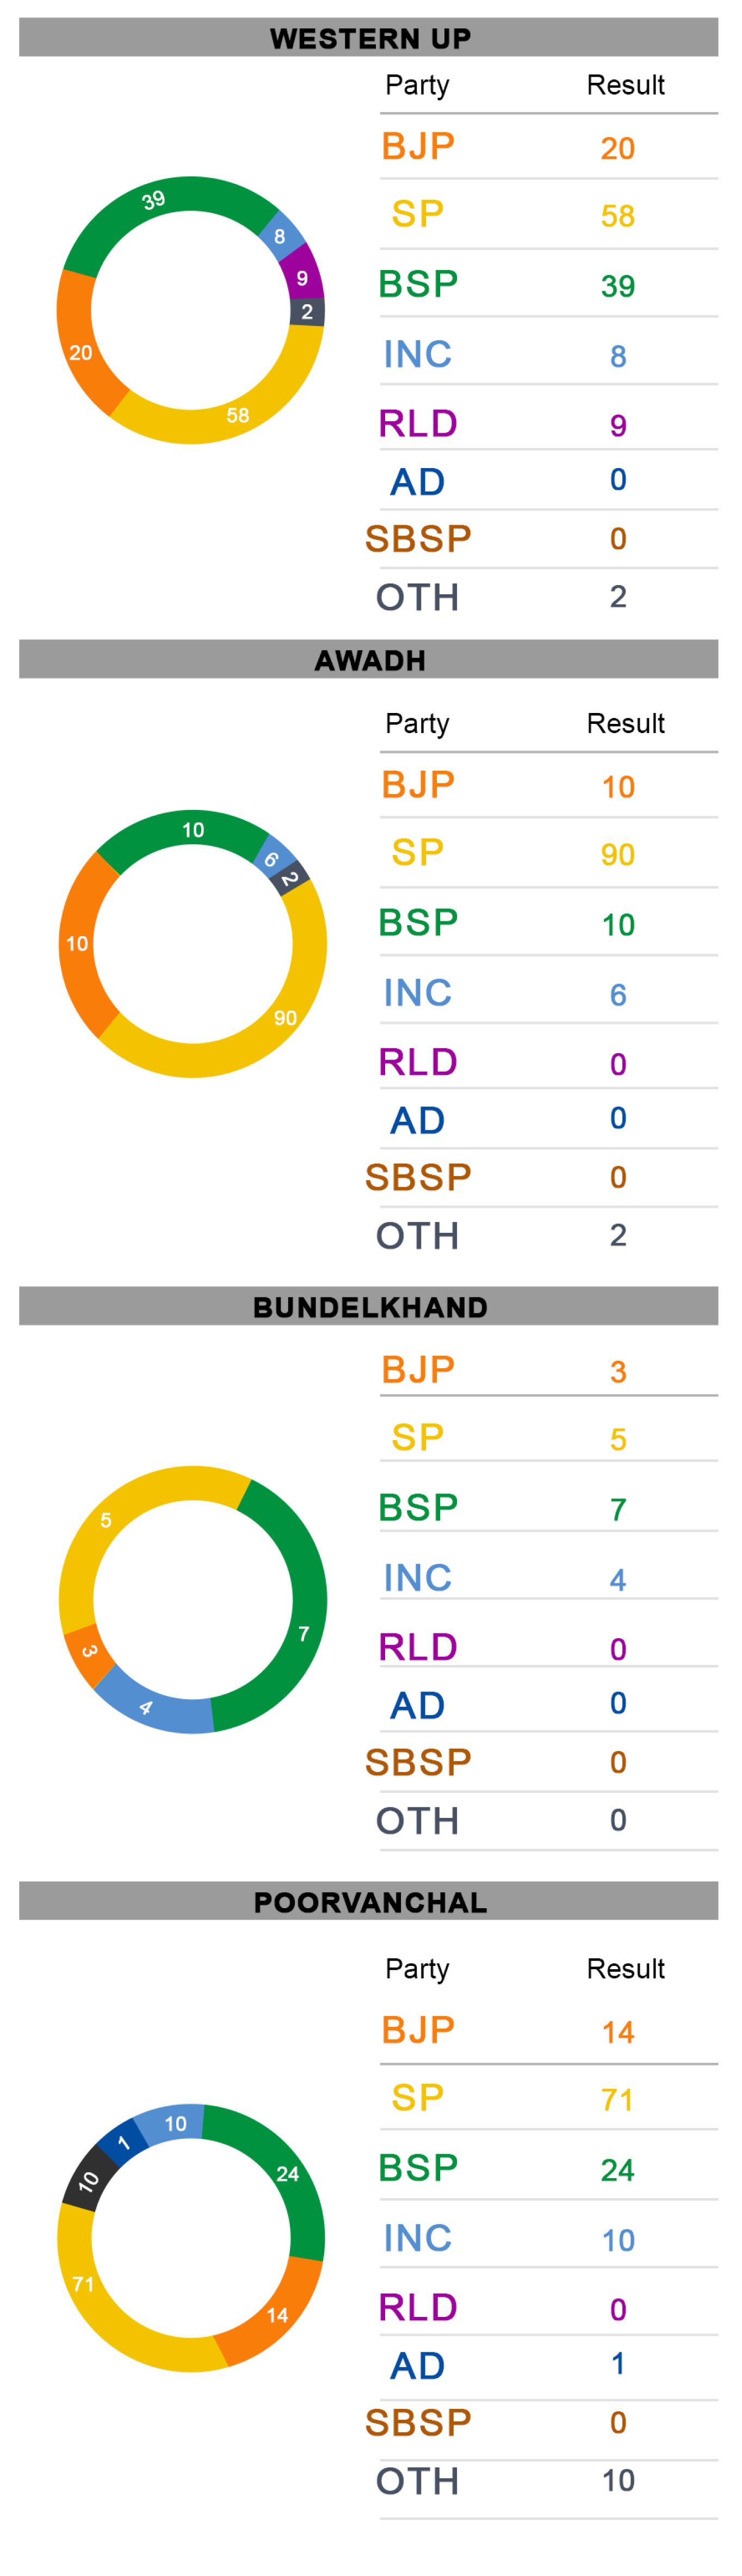 WESTERN UP
Party Result
BJP 20
SP 58
BSP 39
INC 8
RLD 9
AD 0
SBSP 0
OTH 2
39
8
9
2
20
58
AWADH
Party Result
BJP 10
SP 90
BSP 10
INC 6
RLD 0
AD 0
SBSP 0
OTH 2
10
6
2
10
90
BUNDELKHAND
BJP 3
SP 5
BSP 7
INC 4
RLD 0
AD 0
SBSP 0
OTH 0
5
7
3
4
POORVANCHAL
Party Result
BJP 14
SP 71
BSP 24
INC 10
RLD 0
AD 1
SBSP 0
OTH 10
10
1
10
24
71
14